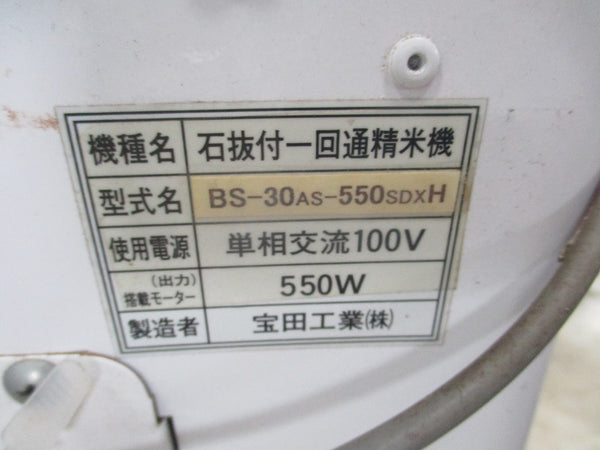 機種名 石抜付一回通精米機
型式名 BS-30AS-550SDXH
使用電源 単相交流100V
(出力)
搭載モーター 550W
製造者 宝田工業(株)